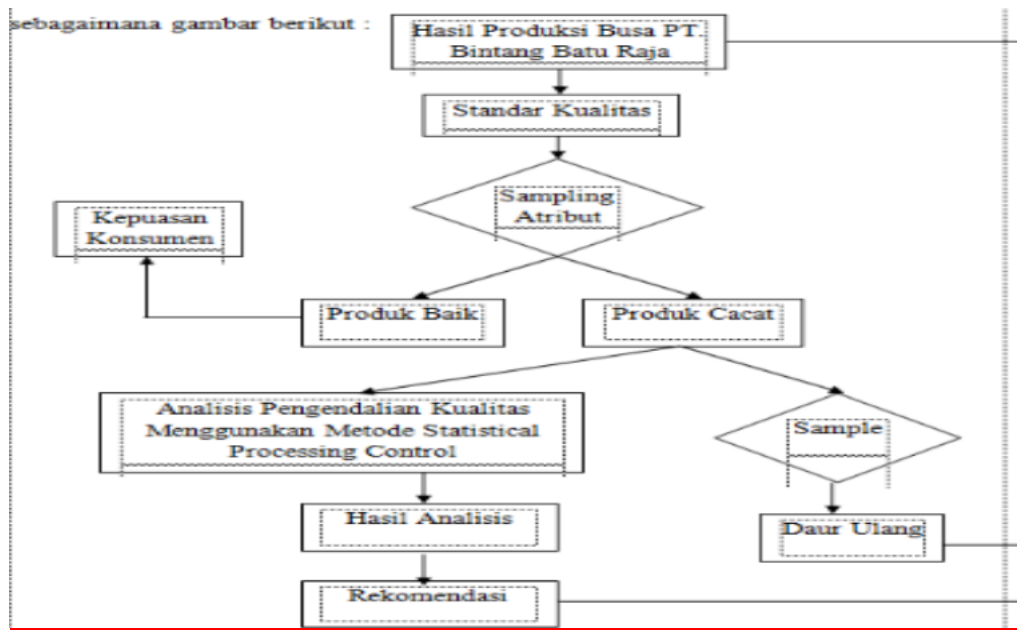 sebagaimana gambar berikut :
Hasil Produksi Busa PT.
Bintang Batu Raja
Standar Kualitas
Sampling
Atribut
Kepuasan
Konsumen
Produk Baik
Produk Cacat
Analisis Pengendalian Kualitas
Menggunakan Metode Statistical
Processing Control
Sample
Hasil Analisis
Daur Ulang
Rekomendasi